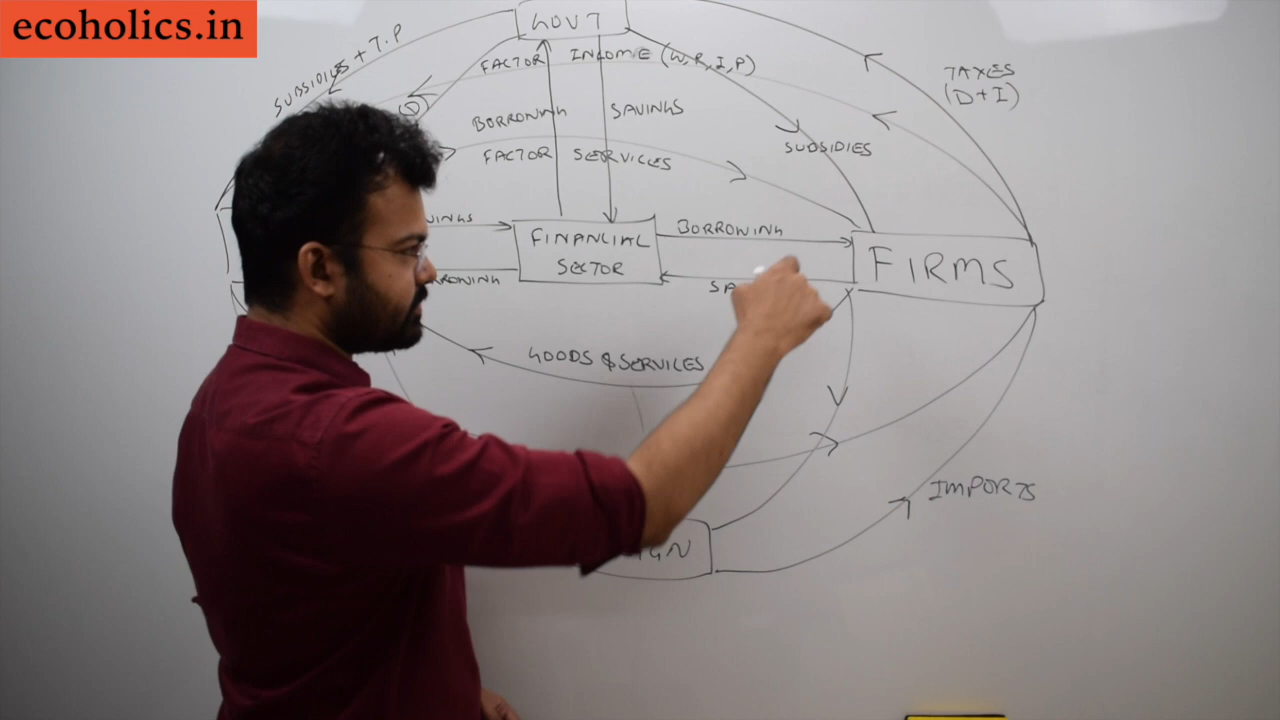 ecoholics.in
GOVT
SUBSIDIES + T.P
FACTOR INCOME (W,R,I,P)
TAXES
(D+I)
(D)
BORROWING
SAVINGS
SUBSIDIES
FACTOR SERVICES
BORROWING
FINANCIAL
SECTOR
FIRMS
GOODS & SERVICES
IMPORTS